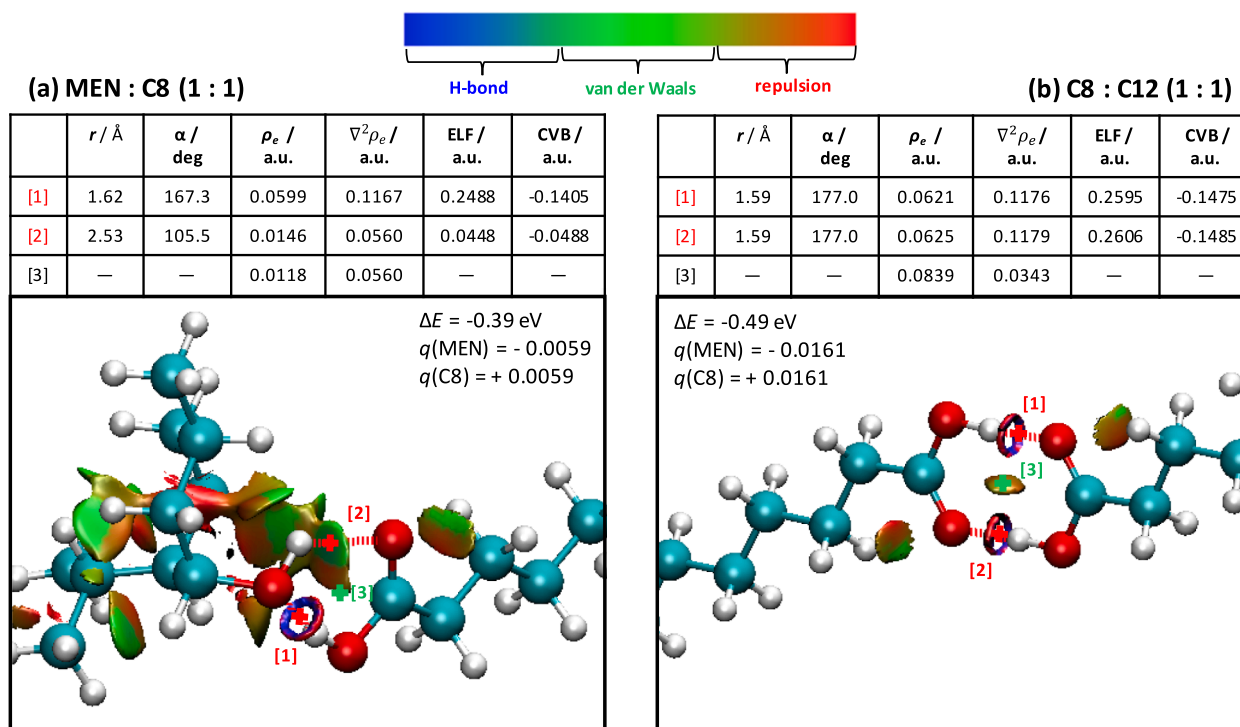 H-bond van der Waals repulsion
(a) MEN : C8 (1 : 1)
r / Å α / deg ρe / a.u. ∇²ρe / a.u. ELF / a.u. CVB / a.u.
[1] 1.62 167.3 0.0599 0.1167 0.2488 -0.1405
[2] 2.53 105.5 0.0146 0.0560 0.0448 -0.0488
[3] — — 0.0118 0.0560 — —
ΔE = -0.39 eV
q(MEN) = - 0.0059
q(C8) = + 0.0059
[2]
[3]
[1]
(b) C8 : C12 (1 : 1)
r / Å α / deg ρe / a.u. ∇²ρe / a.u. ELF / a.u. CVB / a.u.
[1] 1.59 177.0 0.0621 0.1176 0.2595 -0.1475
[2] 1.59 177.0 0.0625 0.1179 0.2606 -0.1485
[3] — — 0.0839 0.0343 — —
ΔE = -0.49 eV
q(MEN) = - 0.0161
q(C8) = + 0.0161
[1]
[3]
[2]